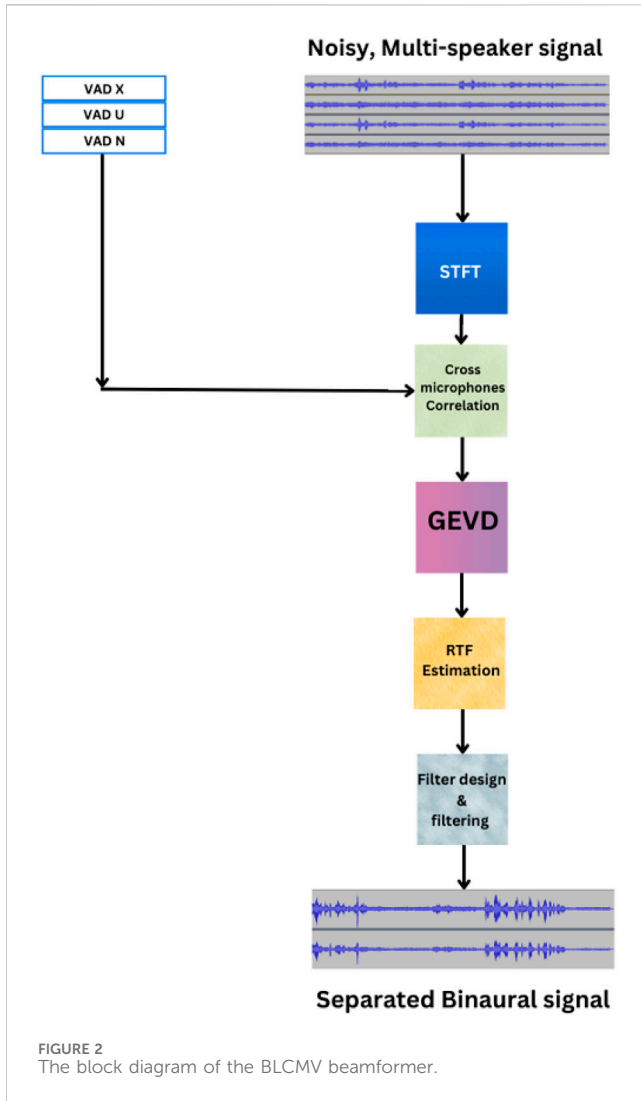 Noisy, Multi-speaker signal
VAD X
VAD U
VAD N
STFT
Cross
microphones
Correlation
GEVD
RTF
Estimation
Filter design
&
filtering
Separated Binaural signal
FIGURE 2
The block diagram of the BLCMV beamformer.